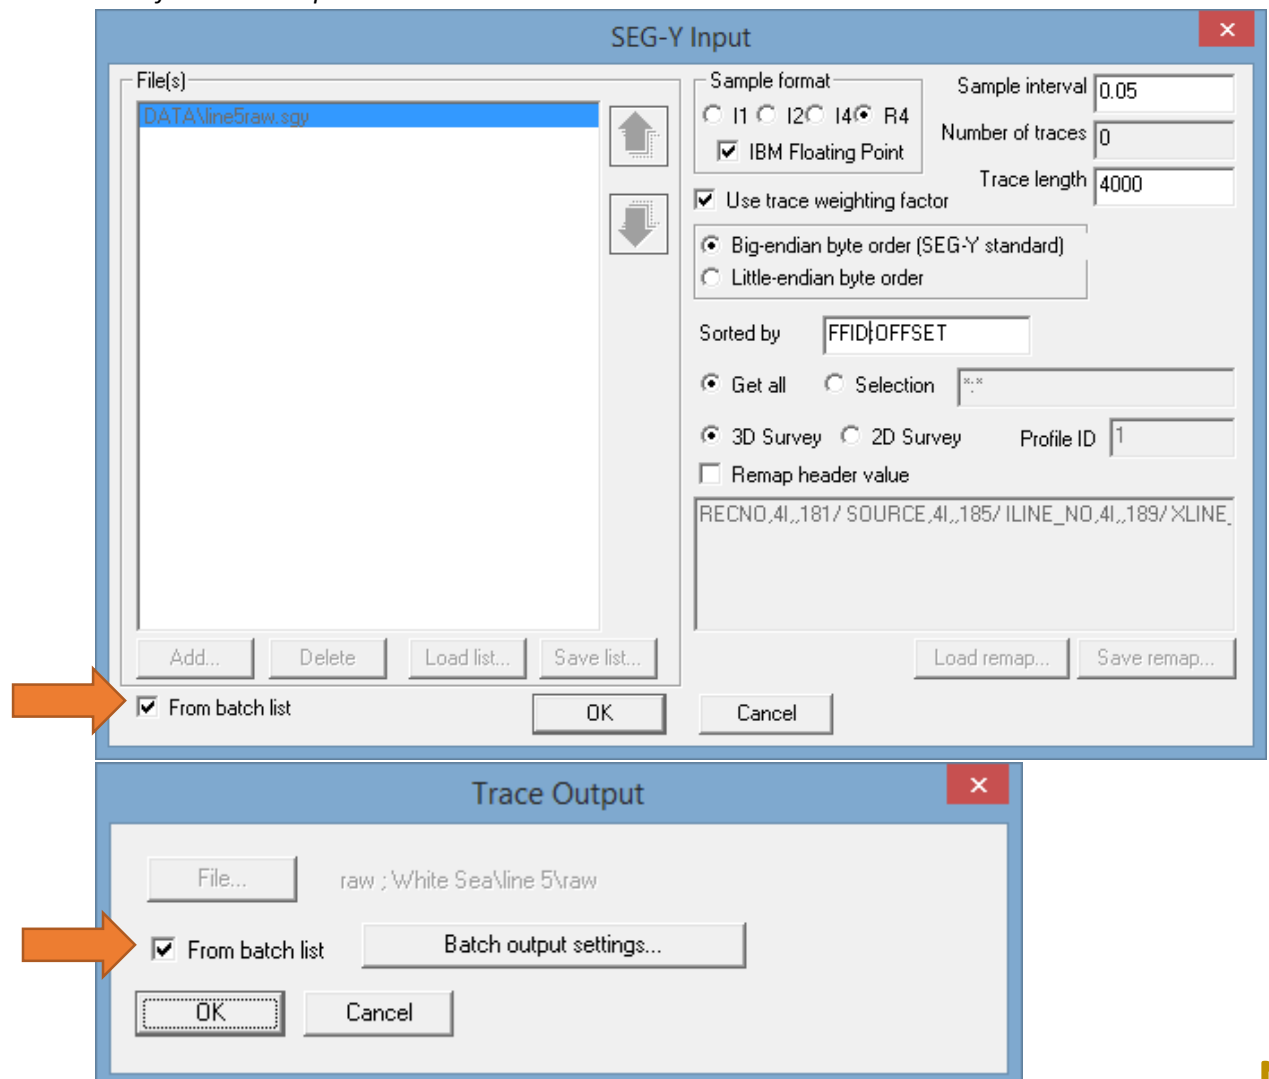 SEG-Y Input
File(s)
DATA\line5raw.sgy
Add...
Delete
Load list...
Save list...
From batch list
OK
Cancel
Sample format
I1
I2
I4
R4
IBM Floating Point
Sample interval
0.05
Number of traces
0
Trace length
4000
Use trace weighting factor
Big-endian byte order (SEG-Y standard)
Little-endian byte order
Sorted by
FFID:OFFSET
Get all
Selection
*:*
3D Survey
2D Survey
Profile ID
1
Remap header value
RECNO,4I,,181/ SOURCE,4I,,185/ ILINE_NO,4I,,189/ XLINE_
Load remap...
Save remap...
Trace Output
File...
raw ; White Sea\line 5\raw
From batch list
Batch output settings...
OK
Cancel